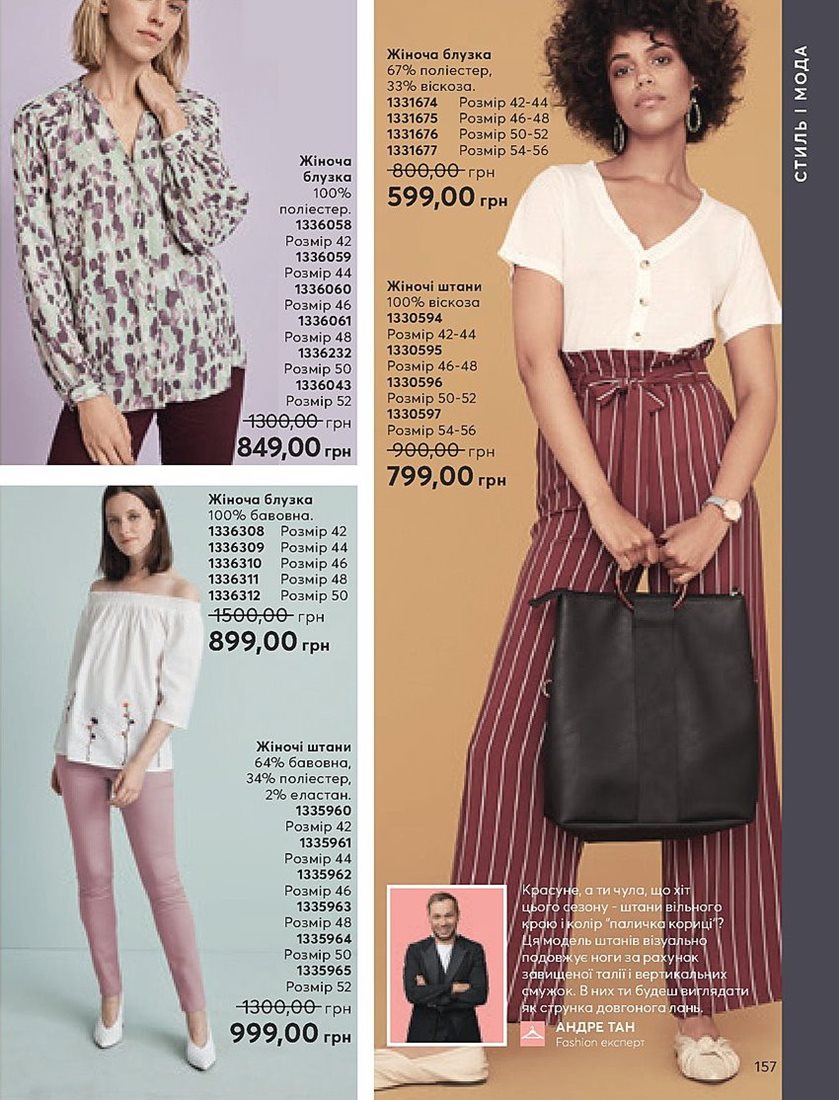 Жіноча
блузка
100%
поліестер.
1336058
Розмір 42
1336059
Розмір 44
1336060
Розмір 46
1336061
Розмір 48
1336232
Розмір 50
1336043
Розмір 52
1300,00 грн
849,00 грн
Жіноча блузка
100% бавовна.
1336308 Розмір 42
1336309 Розмір 44
1336310 Розмір 46
1336311 Розмір 48
1336312 Розмір 50
1500,00 грн
899,00 грн
Жіночі штани
64% бавовна,
34% поліестер,
2% еластан.
1335960
Розмір 42
1335961
Розмір 44
1335962
Розмір 46
1335963
Розмір 48
1335964
Розмір 50
1335965
Розмір 52
1300,00 грн
999,00 грн
Жіноча блузка
67% поліестер,
33% віскоза.
1331674 Розмір 42-44
1331675 Розмір 46-48
1331676 Розмір 50-52
1331677 Розмір 54-56
800,00 грн
599,00 грн
Жіночі штани
100% віскоза
1330594
Розмір 42-44
1330595
Розмір 46-48
1330596
Розмір 50-52
1330597
Розмір 54-56
900,00 грн
799,00 грн
Красуне, а ти чула, що хіт
цього сезону - штани вільного
краю і колір "паличка кориці"?
Ця модель штанів візуально
подовжує ноги за рахунок
завищеної талії і вертикальних
смужок. В них ти будеш виглядати
як струнка довгонога лань.
АНДРЕ ТАН
Fashion експерт
СТИЛЬ І МОДА
157